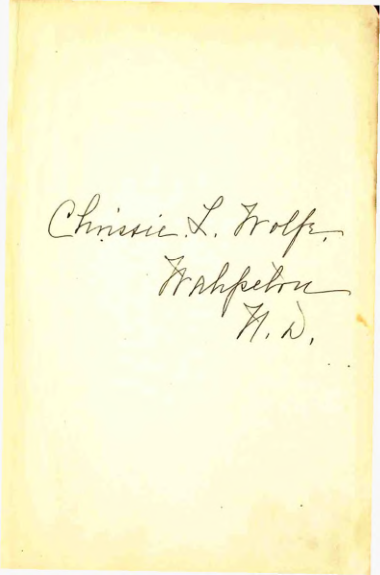 Chrissie L. Wolfe,
Wahpeton
N. D.